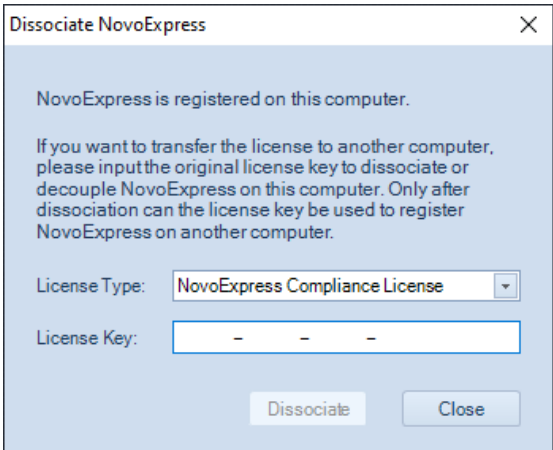 Dissociate NovoExpress
NovoExpress is registered on this computer.
If you want to transfer the license to another computer,
please input the original license key to dissociate or
decouple NovoExpress on this computer. Only after
dissociation can the license key be used to register
NovoExpress on another computer.
License Type: NovoExpress Compliance License
License Key: – – –
Dissociate Close